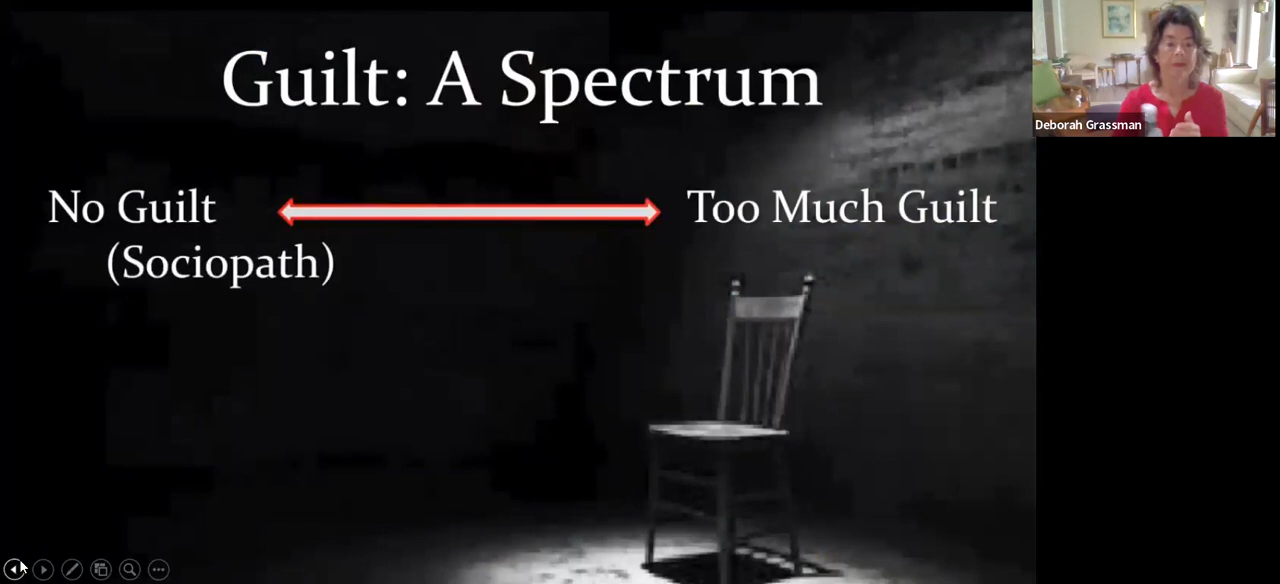 Guilt: A Spectrum
No Guilt
Too Much Guilt
(Sociopath)
Deborah Grassman